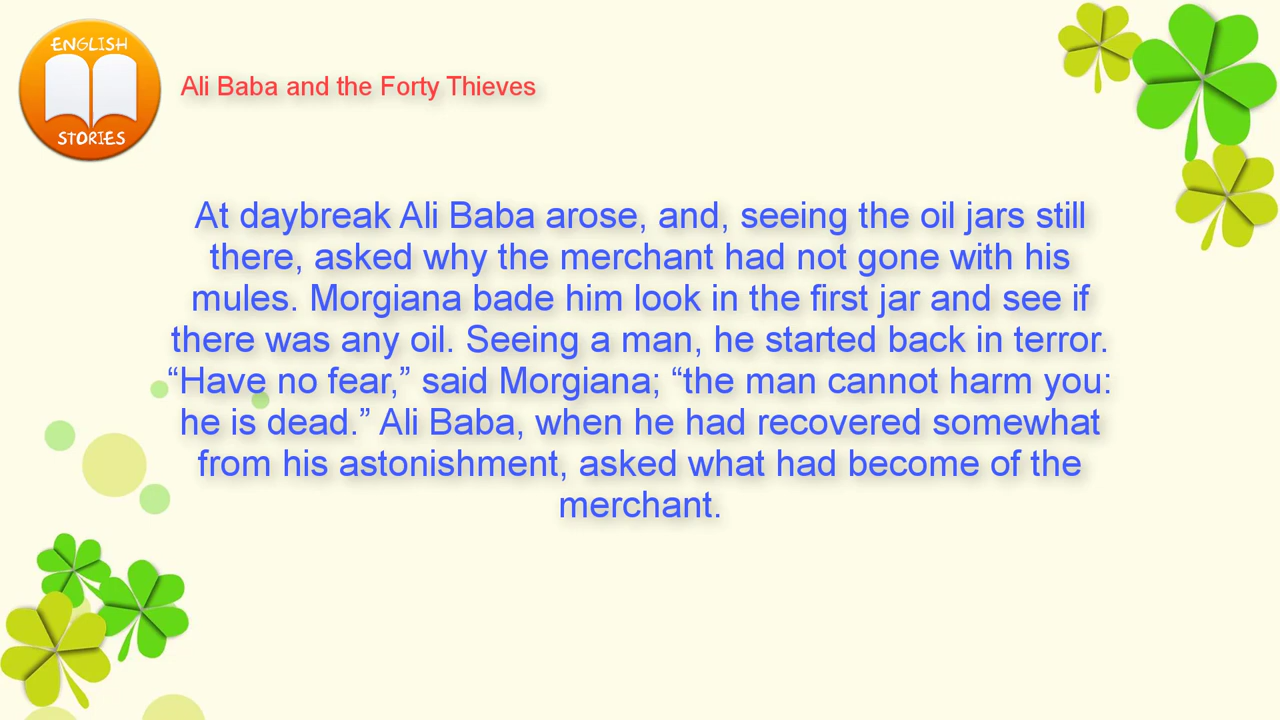 ENGLISH
STORIES
Ali Baba and the Forty Thieves
At daybreak Ali Baba arose, and, seeing the oil jars still
there, asked why the merchant had not gone with his
mules. Morgiana bade him look in the first jar and see if
there was any oil. Seeing a man, he started back in terror.
“Have no fear,” said Morgiana; “the man cannot harm you:
he is dead.” Ali Baba, when he had recovered somewhat
from his astonishment, asked what had become of the
merchant.